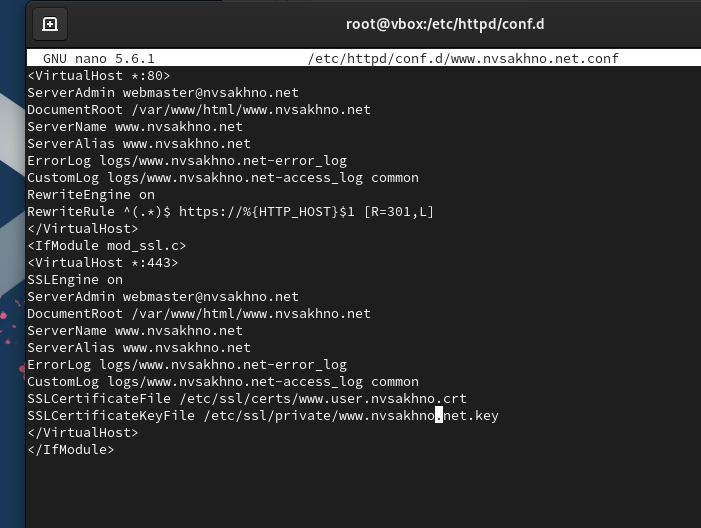 root@vbox:/etc/httpd/conf.d
GNU nano 5.6.1 /etc/httpd/conf.d/www.nvsakhno.net.conf
<VirtualHost *:80>
ServerAdmin webmaster@nvsakhno.net
DocumentRoot /var/www/html/www.nvsakhno.net
ServerName www.nvsakhno.net
ServerAlias www.nvsakhno.net
ErrorLog logs/www.nvsakhno.net-error_log
CustomLog logs/www.nvsakhno.net-access_log common
RewriteEngine on
RewriteRule ^(.*)$ https://%{HTTP_HOST}$1 [R=301,L]
</VirtualHost>
<IfModule mod_ssl.c>
<VirtualHost *:443>
SSLEngine on
ServerAdmin webmaster@nvsakhno.net
DocumentRoot /var/www/html/www.nvsakhno.net
ServerName www.nvsakhno.net
ServerAlias www.nvsakhno.net
ErrorLog logs/www.nvsakhno.net-error_log
CustomLog logs/www.nvsakhno.net-access_log common
SSLCertificateFile /etc/ssl/certs/www.user.nvsakhno.crt
SSLCertificateKeyFile /etc/ssl/private/www.nvsakhno.net.key
</VirtualHost>
</IfModule>